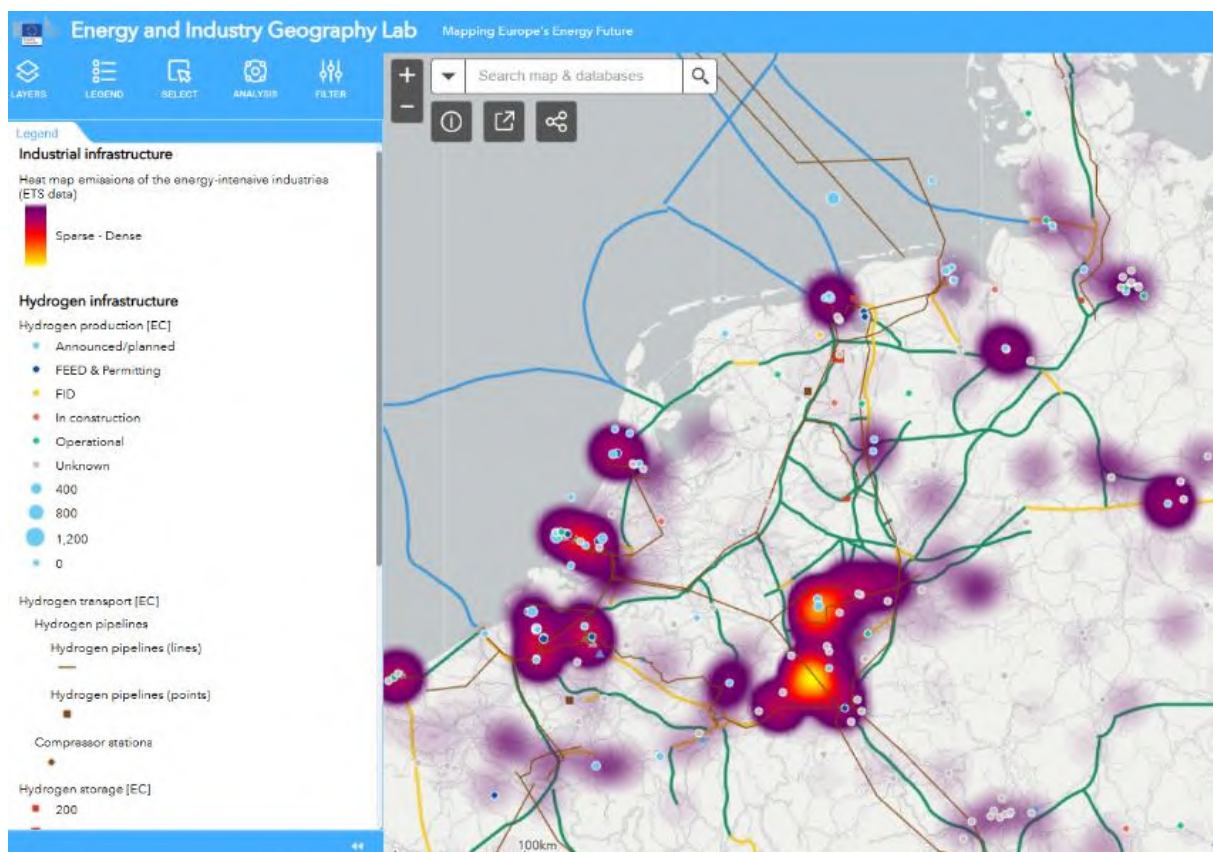 Energy and Industry Geography Lab
Mapping Europe's Energy Future
LAYERS
LEGEND
SELECT
ANALYSIS
FILTER
Search map & databases
Legend
Industrial infrastructure
Heat map emissions of the energy-intensive industries
(ETS data)
Sparse - Dense
Hydrogen infrastructure
Hydrogen production [EC]
Announced/planned
FEED & Permitting
FID
In construction
Operational
Unknown
400
800
1,200
0
Hydrogen transport [EC]
Hydrogen pipelines
Hydrogen pipelines (lines)
Hydrogen pipelines (points)
Compressor stations
Hydrogen storage [EC]
200
100km